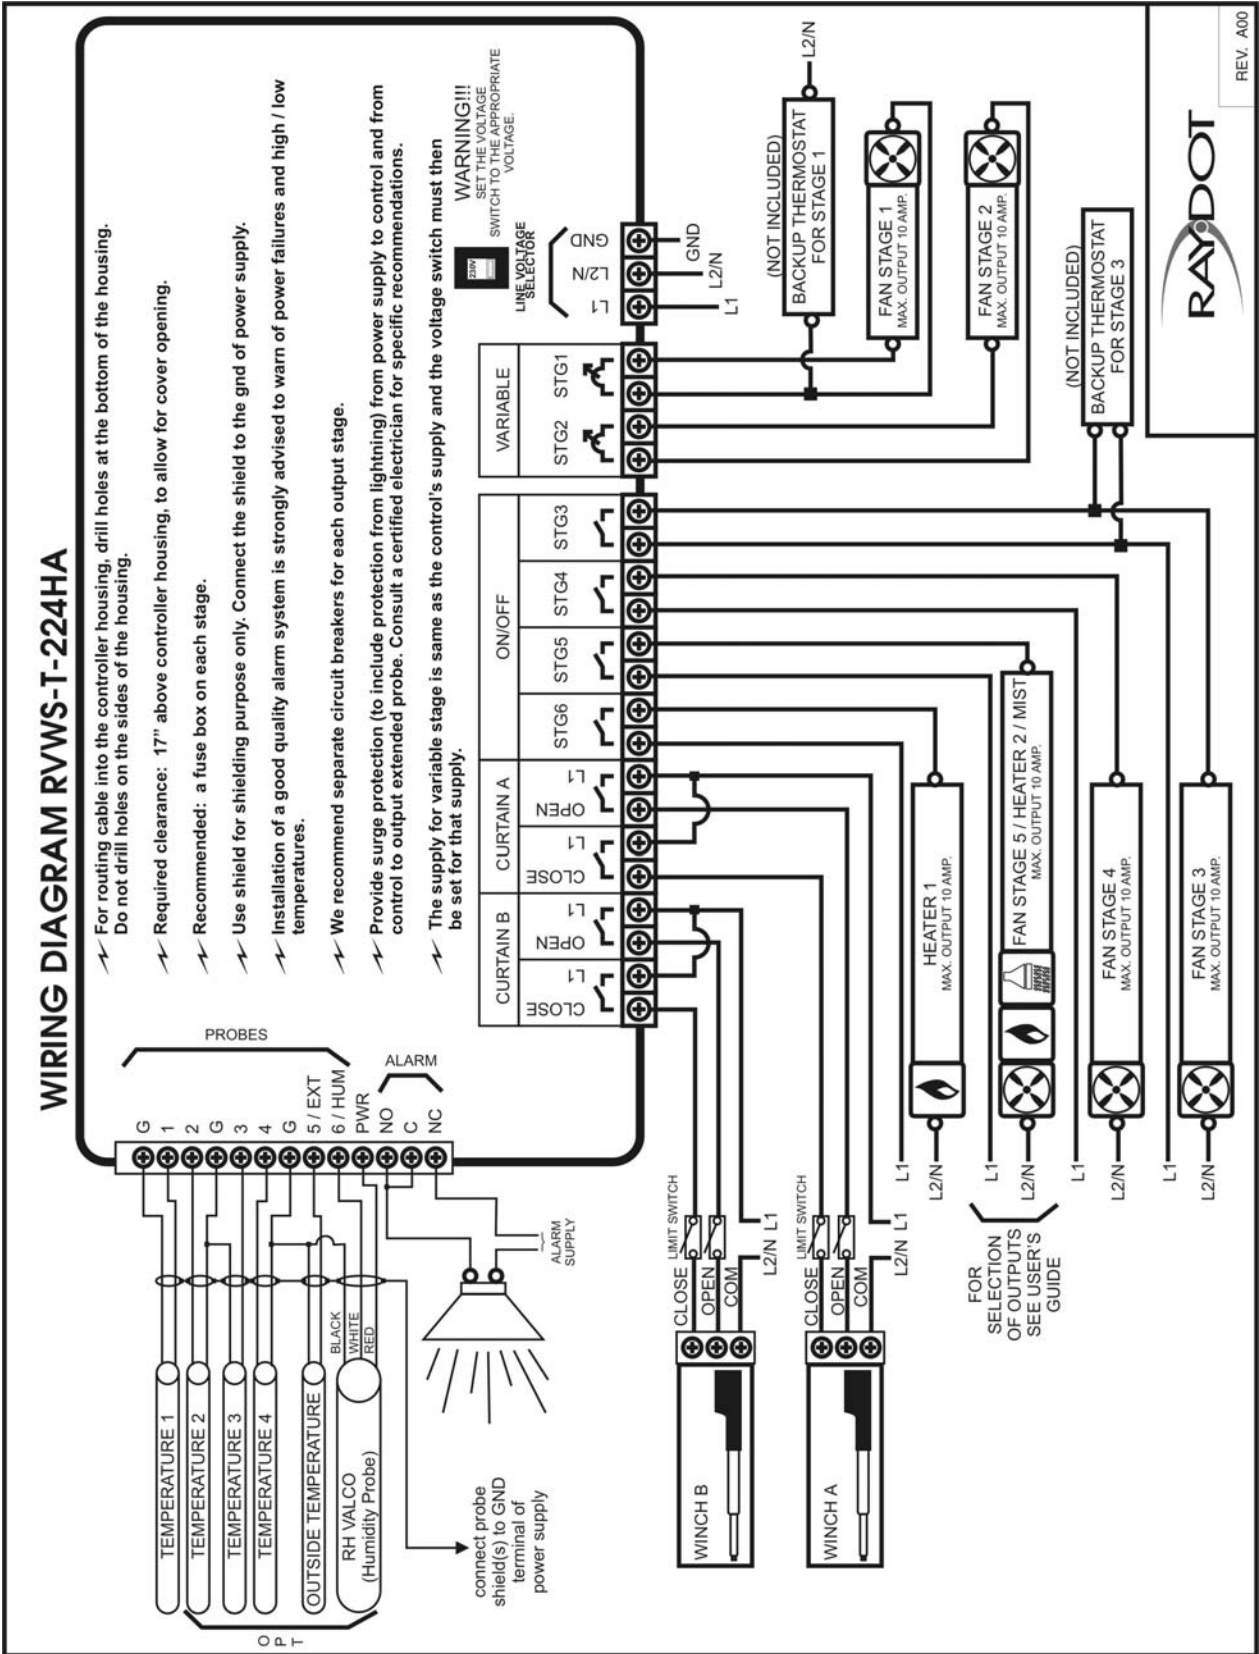 WIRING DIAGRAM RVWS-T-224HA
For routing cable into the controller housing, drill holes at the bottom of the housing.
Do not drill holes on the sides of the housing.
Required clearance: 17" above controller housing, to allow for cover opening.
Recommended: a fuse box on each stage.
Use shield for shielding purpose only. Connect the shield to the gnd of power supply.
Installation of a good quality alarm system is strongly advised to warn of power failures and high / low
temperatures.
We recommend separate circuit breakers for each output stage.
Provide surge protection (to include protection from lightning) from power supply to control and from
control to output extended probe. Consult a certified electrician for specific recommendations.
The supply for variable stage is same as the control's supply and the voltage switch must then
be set for that supply.
WARNING!!!
SET THE VOLTAGE
SWITCH TO THE APPROPRIATE
VOLTAGE.
230V
LINE VOLTAGE
SELECTOR
PROBES
G
1
2
G
3
4
G
5 / EXT
6 / HUM
PWR
ALARM
NO
C
NC
TEMPERATURE 1
TEMPERATURE 2
TEMPERATURE 3
TEMPERATURE 4
OUTSIDE TEMPERATURE
RH VALCO
(Humidity Probe)
OPT
BLACK
WHITE
RED
ALARM
SUPPLY
connect probe
shield(s) to GND
terminal of
power supply
CURTAIN B
CLOSE
L1
OPEN
L1
CURTAIN A
CLOSE
L1
OPEN
L1
ON/OFF
STG6
STG5
STG4
STG3
VARIABLE
STG2
STG1
L1
L2/N
GND
L1
L2/N
GND
WINCH B
CLOSE
OPEN
COM
LIMIT SWITCH
L2/N
L1
WINCH A
CLOSE
OPEN
COM
LIMIT SWITCH
L2/N
L1
L1
L2/N
HEATER 1
MAX. OUTPUT 10 AMP.
L1
L2/N
FAN STAGE 5 / HEATER 2 / MIST
MAX. OUTPUT 10 AMP.
FOR
SELECTION
OF OUTPUTS
SEE USER'S
GUIDE
L1
L2/N
FAN STAGE 4
MAX. OUTPUT 10 AMP.
L1
L2/N
FAN STAGE 3
MAX. OUTPUT 10 AMP.
(NOT INCLUDED)
BACKUP THERMOSTAT
FOR STAGE 1
L2/N
FAN STAGE 1
MAX. OUTPUT 10 AMP.
FAN STAGE 2
MAX. OUTPUT 10 AMP.
(NOT INCLUDED)
BACKUP THERMOSTAT
FOR STAGE 3
RAYDOT
REV. A00